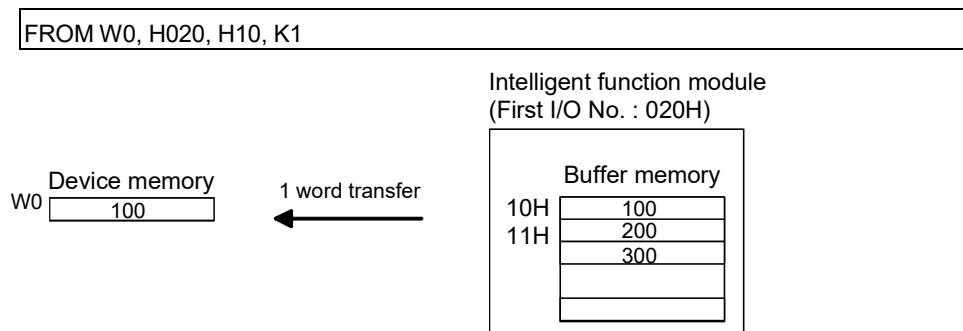 FROM W0, H020, H10, K1
Intelligent function module
(First I/O No. : 020H)
Device memory
W0
100
1 word transfer
Buffer memory
10H
100
11H
200
300